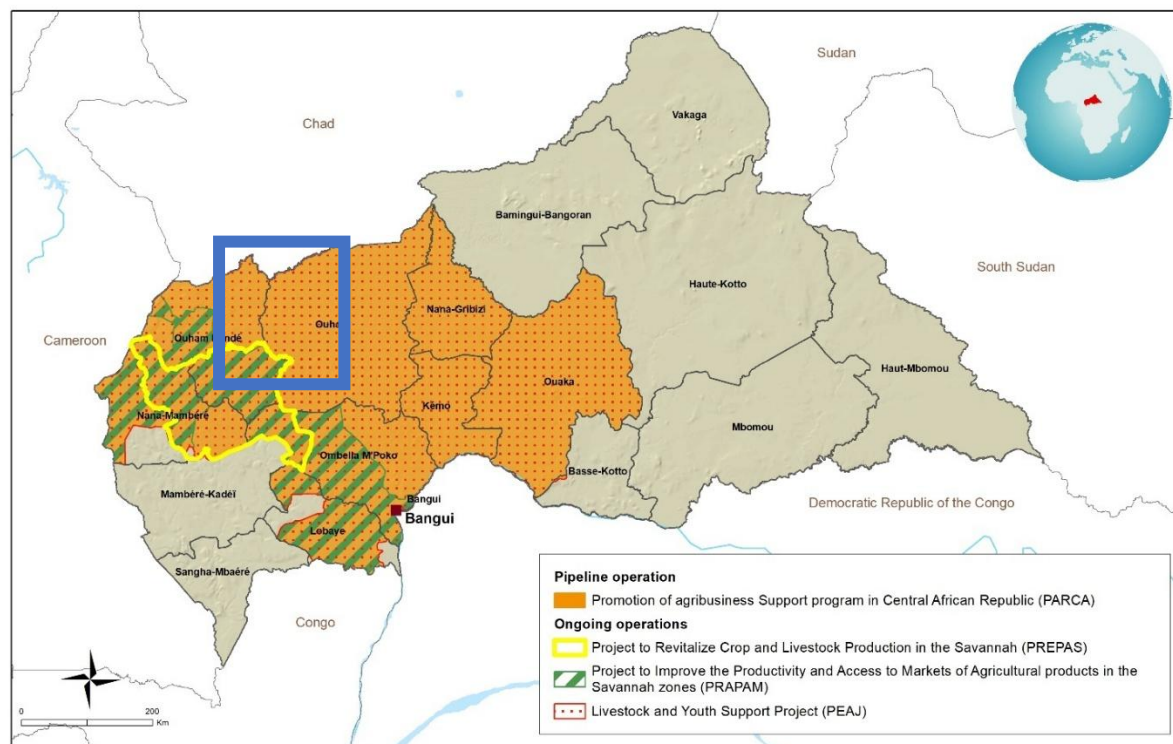 Sudan
Chad
Vakaga
Bamingui-Bangoran
South Sudan
Haute-Kotto
Nana-Gribizi
Ouha
Cameroon
Ouham Pendé
Haut-Mbomou
Ouaka
Kémo
Mbomou
Nana-Mambéré
Ombella M'Poko
Basse-Kotto
Mambéré-Kadéï
Bangui
Bangui
Democratic Republic of the Congo
Lobaye
Sangha-Mbaéré
Congo
Pipeline operation
Promotion of agribusiness Support program in Central African Republic (PARCA)
Ongoing operations
Project to Revitalize Crop and Livestock Production in the Savannah (PREPAS)
Project to Improve the Productivity and Access to Markets of Agricultural products in the
Savannah zones (PRAPAM)
Livestock and Youth Support Project (PEAJ)
0 200
Km